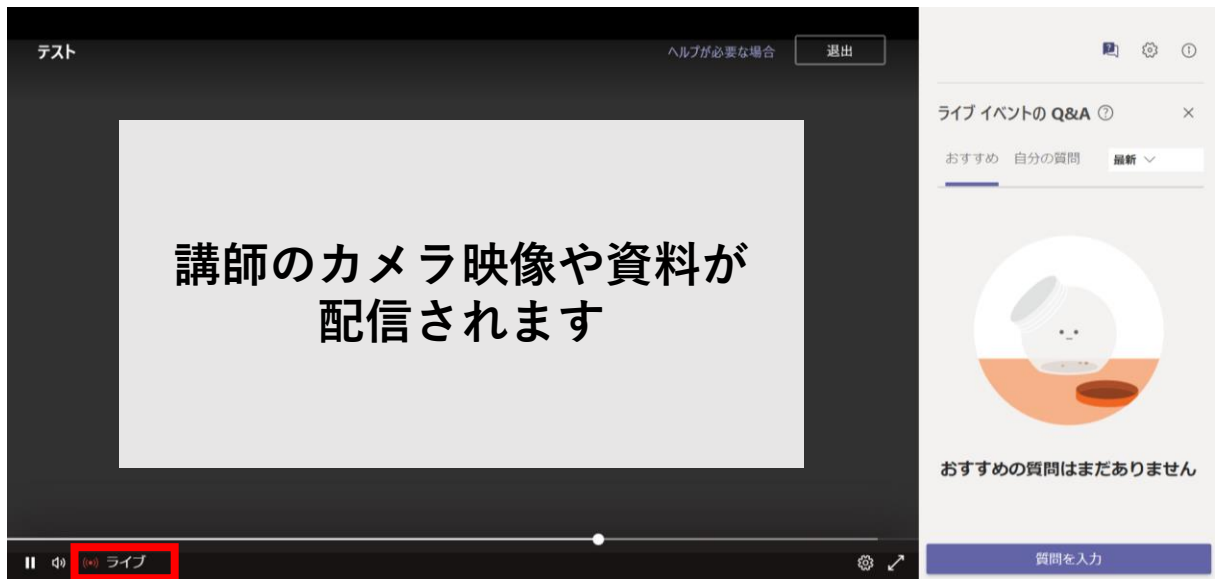 テスト
ヘルプが必要な場合
退出
講師のカメラ映像や資料が
配信されます
ライブ
ライブ イベントの Q&A
おすすめ 自分の質問 最新
おすすめの質問はまだありません
質問を入力